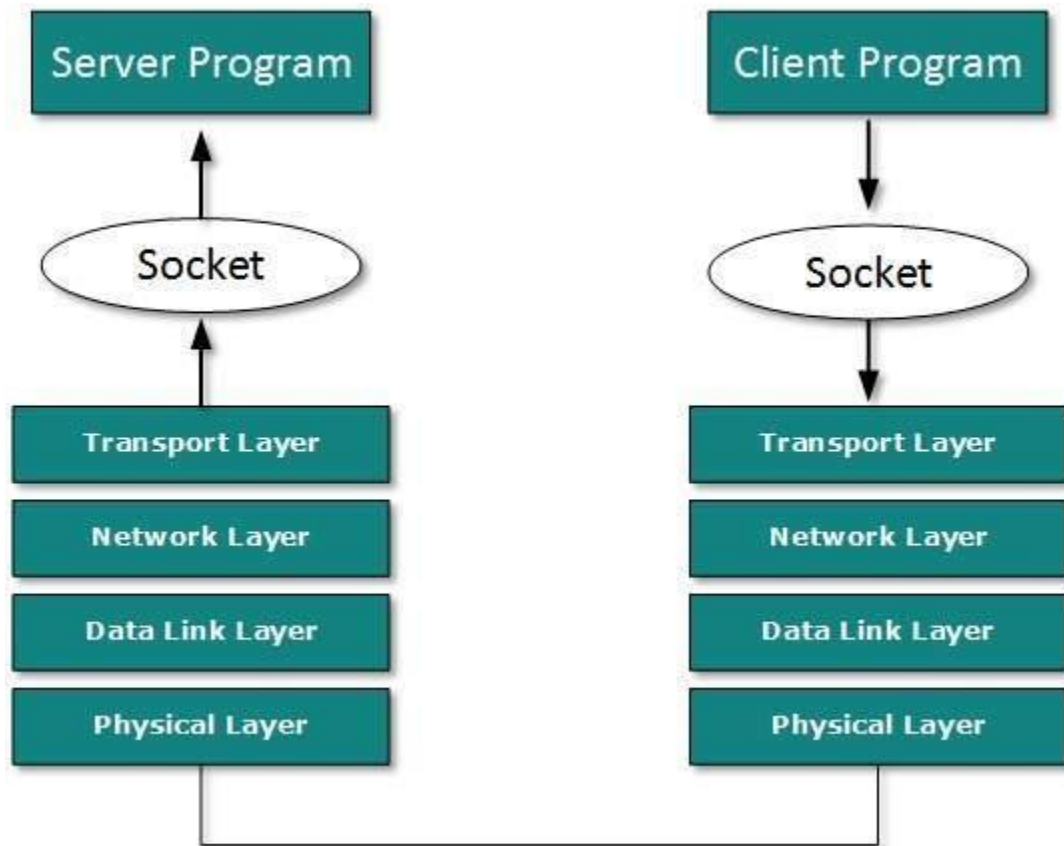 Server Program
Client Program
Socket
Socket
Transport Layer
Transport Layer
Network Layer
Network Layer
Data Link Layer
Data Link Layer
Physical Layer
Physical Layer